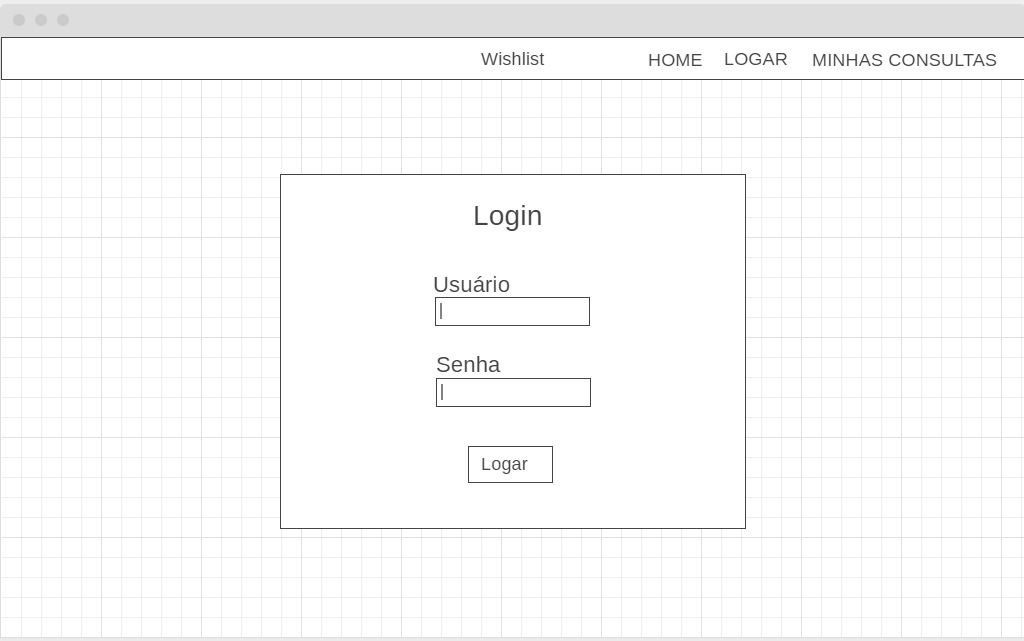 Wishlist HOME LOGAR MINHAS CONSULTAS
Login
Usuário
Senha
Logar